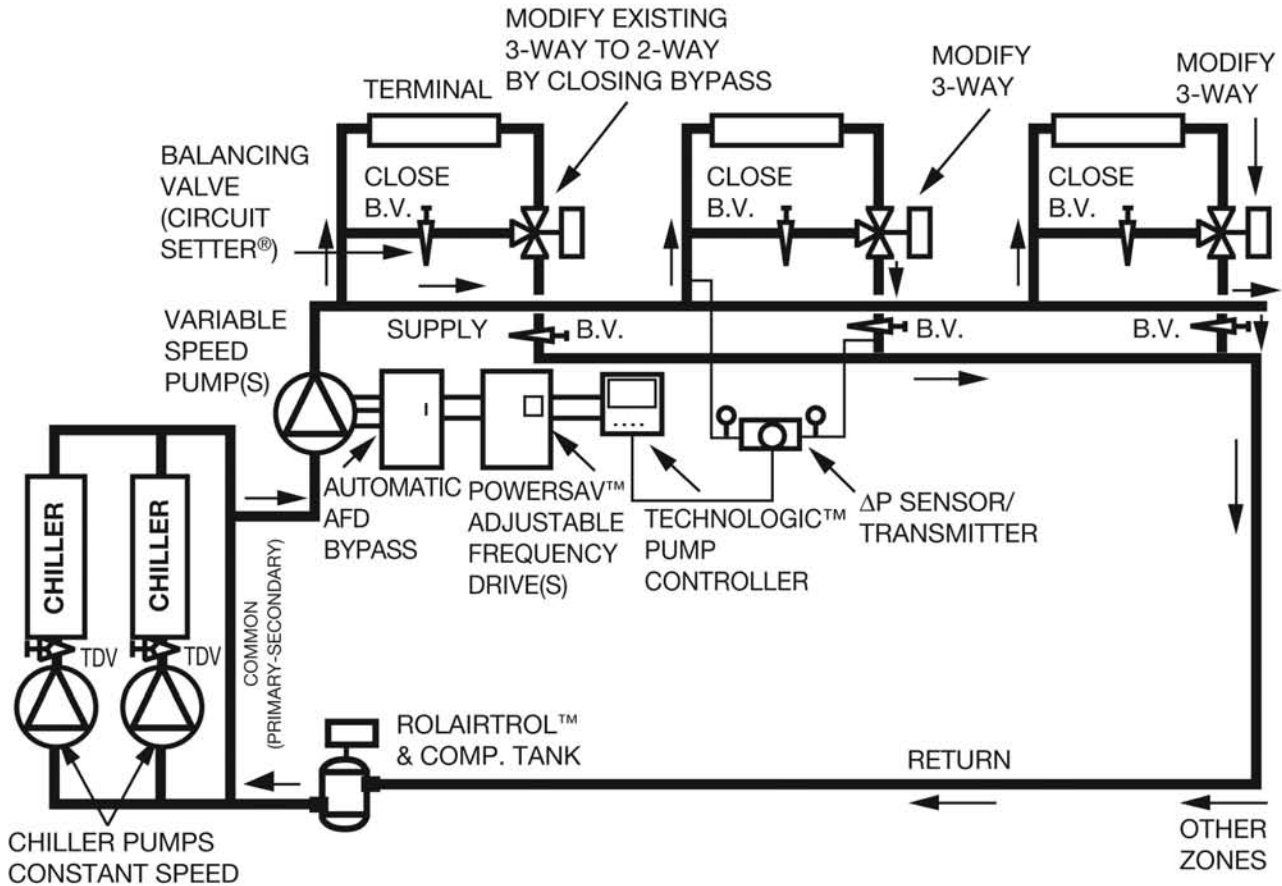 MODIFY EXISTING
3-WAY TO 2-WAY
BY CLOSING BYPASS
MODIFY
3-WAY
MODIFY
3-WAY
TERMINAL
BALANCING
VALVE
(CIRCUIT
SETTER®)
CLOSE
B.V.
CLOSE
B.V.
CLOSE
B.V.
VARIABLE
SPEED
PUMP(S)
SUPPLY
B.V.
B.V.
B.V.
AUTOMATIC
AFD
BYPASS
POWERSAV™
ADJUSTABLE
FREQUENCY
DRIVE(S)
TECHNOLOGIC™
PUMP
CONTROLLER
ΔP SENSOR/
TRANSMITTER
CHILLER
CHILLER
TDV
TDV
COMMON
(PRIMARY-SECONDARY)
ROLAIRTROL™
& COMP. TANK
RETURN
CHILLER PUMPS
CONSTANT SPEED
OTHER
ZONES